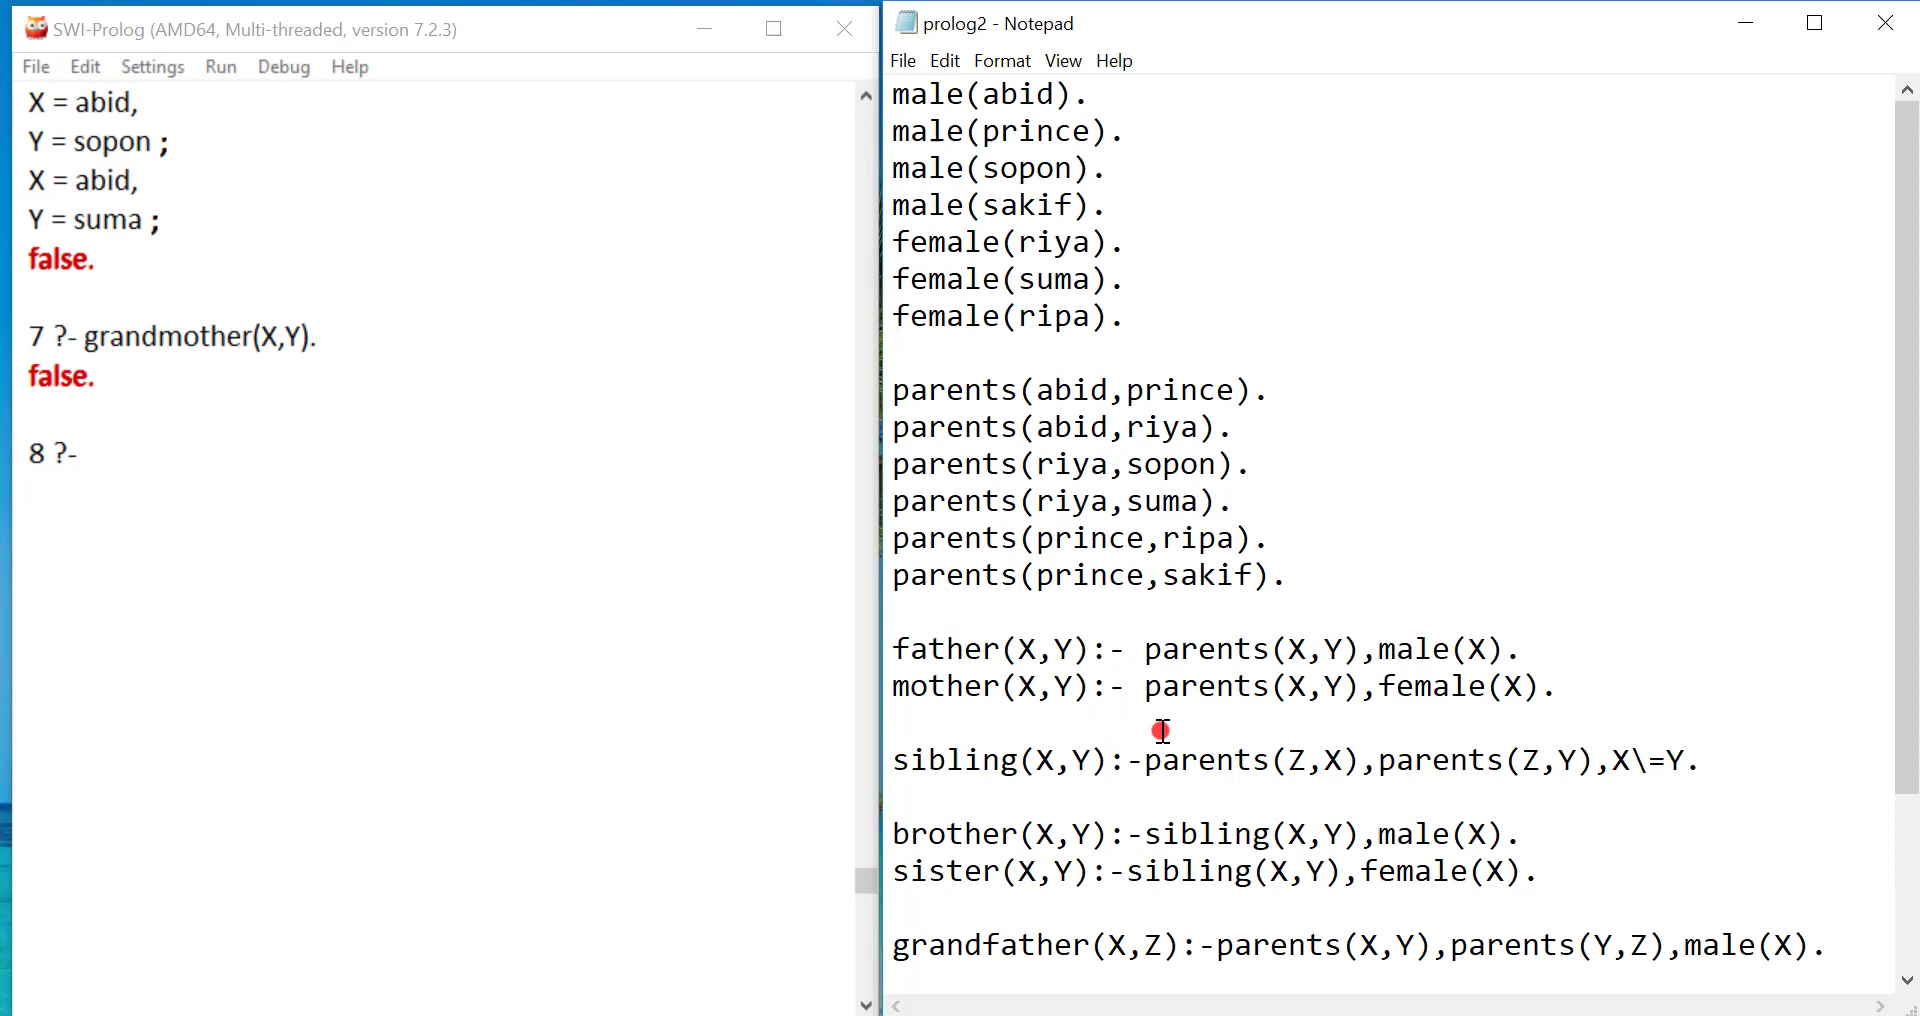 SWI-Prolog (AMD64, Multi-threaded, version 7.2.3)
File Edit Settings Run Debug Help
X = abid,
Y = sopon ;
X = abid,
Y = suma ;
false.
7 ?- grandmother(X,Y).
false.
8 ?-
prolog2 - Notepad
File Edit Format View Help
male(abid).
male(prince).
male(sopon).
male(sakif).
female(riya).
female(suma).
female(ripa).
parents(abid,prince).
parents(abid,riya).
parents(riya,sopon).
parents(riya,suma).
parents(prince,ripa).
parents(prince,sakif).
father(X,Y):- parents(X,Y),male(X).
mother(X,Y):- parents(X,Y),female(X).
sibling(X,Y):-parents(Z,X),parents(Z,Y),X\=Y.
brother(X,Y):-sibling(X,Y),male(X).
sister(X,Y):-sibling(X,Y),female(X).
grandfather(X,Z):-parents(X,Y),parents(Y,Z),male(X).